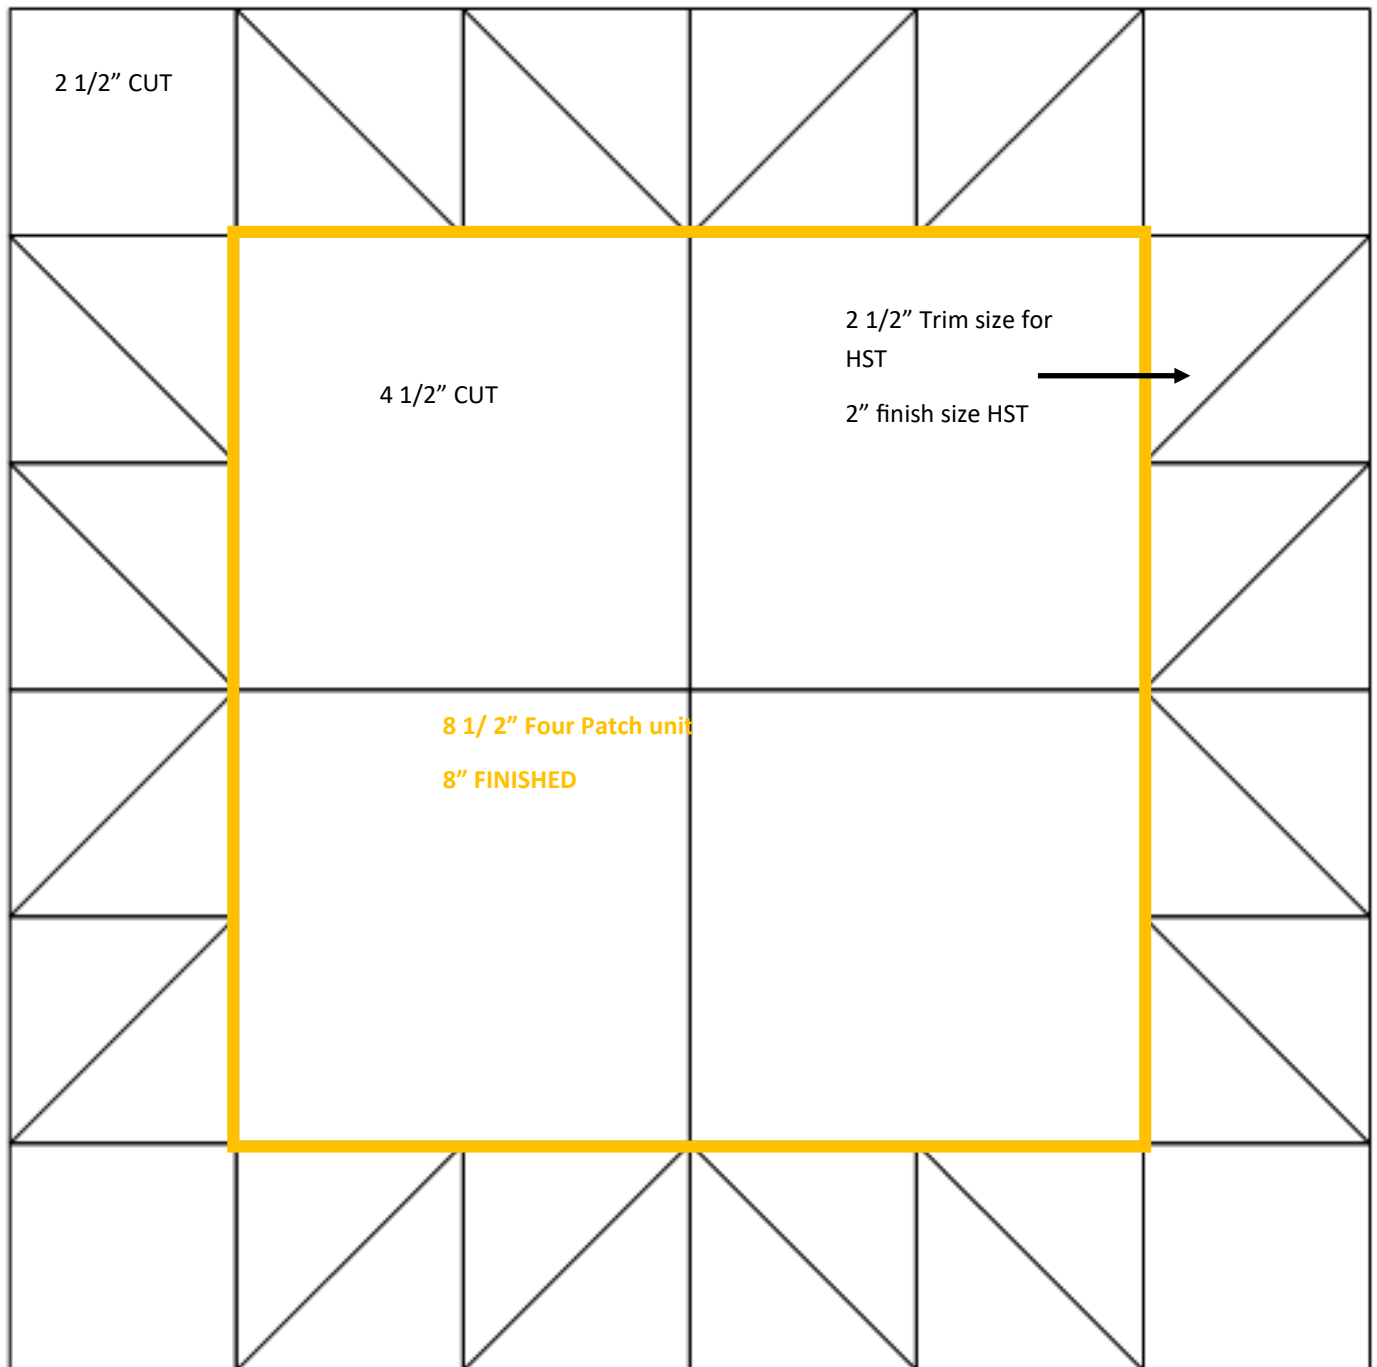 2 1/2” CUT
2 1/2” Trim size for
HST
4 1/2” CUT
2” finish size HST
8 1/ 2” Four Patch unit
8” FINISHED